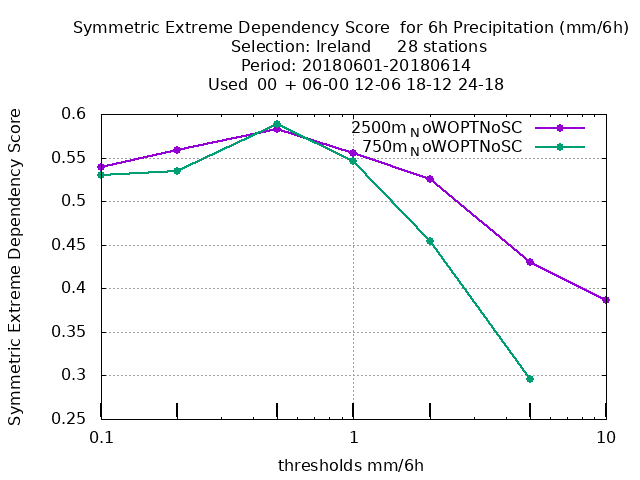 Symmetric Extreme Dependency Score  for 6h Precipitation (mm/6h)
Selection: Ireland     28 stations
Period: 20180601-20180614
Used  00 + 06-00 12-06 18-12 24-18
Symmetric Extreme Dependency Score
0.6
0.55
0.5
0.45
0.4
0.35
0.3
0.25
2500mNoWOPTNoSC
750mNoWOPTNoSC
0.1 1 10
thresholds mm/6h